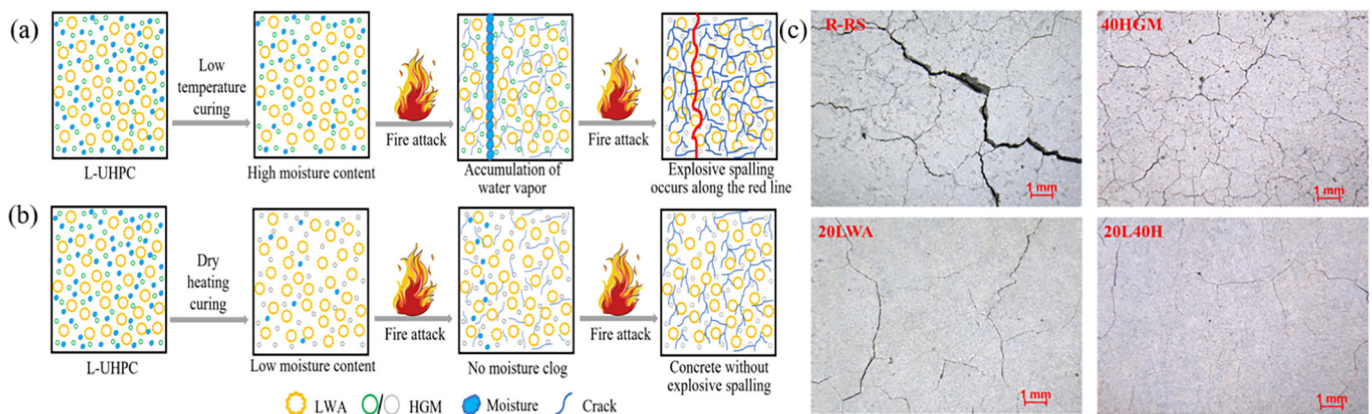 (a)
Low
temperature
curing
Fire attack
Fire attack
L-UHPC
High moisture content
Accumulation of
water vapor
Explosive spalling
occurs along the red line
(b)
Dry
heating
curing
Fire attack
Fire attack
L-UHPC
Low moisture content
No moisture clog
Concrete without
explosive spalling
LWA
/
HGM
Moisture
Crack
(c)
R-RS
1 mm
40HGM
1 mm
20LWA
1 mm
20L40H
1 mm